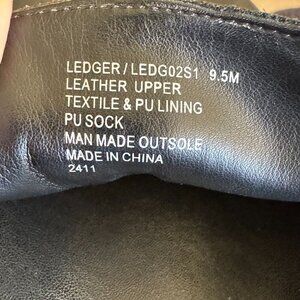 LEDGER / LEDG02S1 9.5M
LEATHER UPPER
TEXTILE & PU LINING
PU SOCK
MAN MADE OUTSOLE
MADE IN CHINA
2411